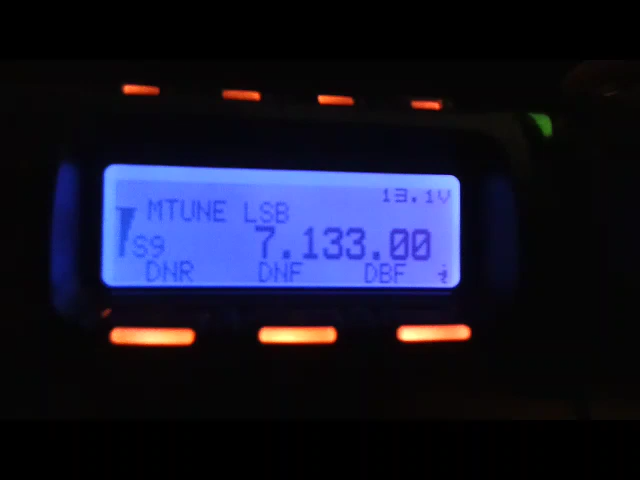 13.1V
MTUNE LSB
S9 7.133.00
DNR DNF DBF